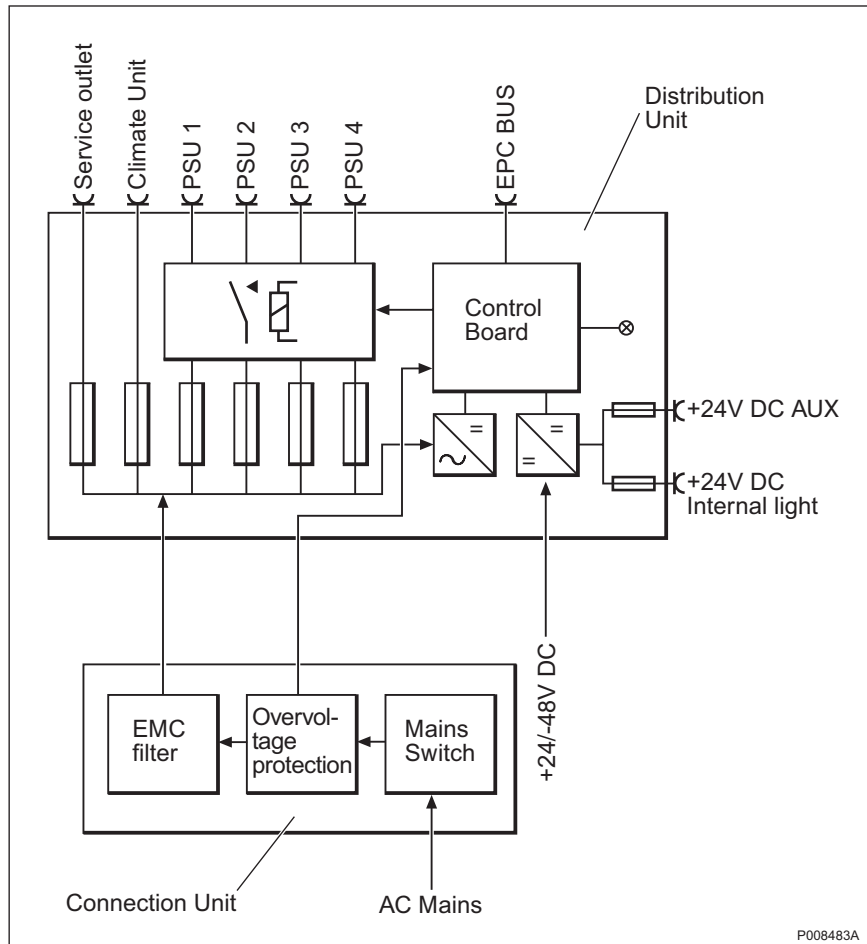 Service outlet
Climate Unit
PSU 1
PSU 2
PSU 3
PSU 4
EPC BUS
Distribution
Unit
Control
Board
+24V DC AUX
+24V DC
Internal light
+24/-48V DC
EMC
filter
Overvol-
tage
protection
Mains
Switch
Connection Unit
AC Mains
P008483A